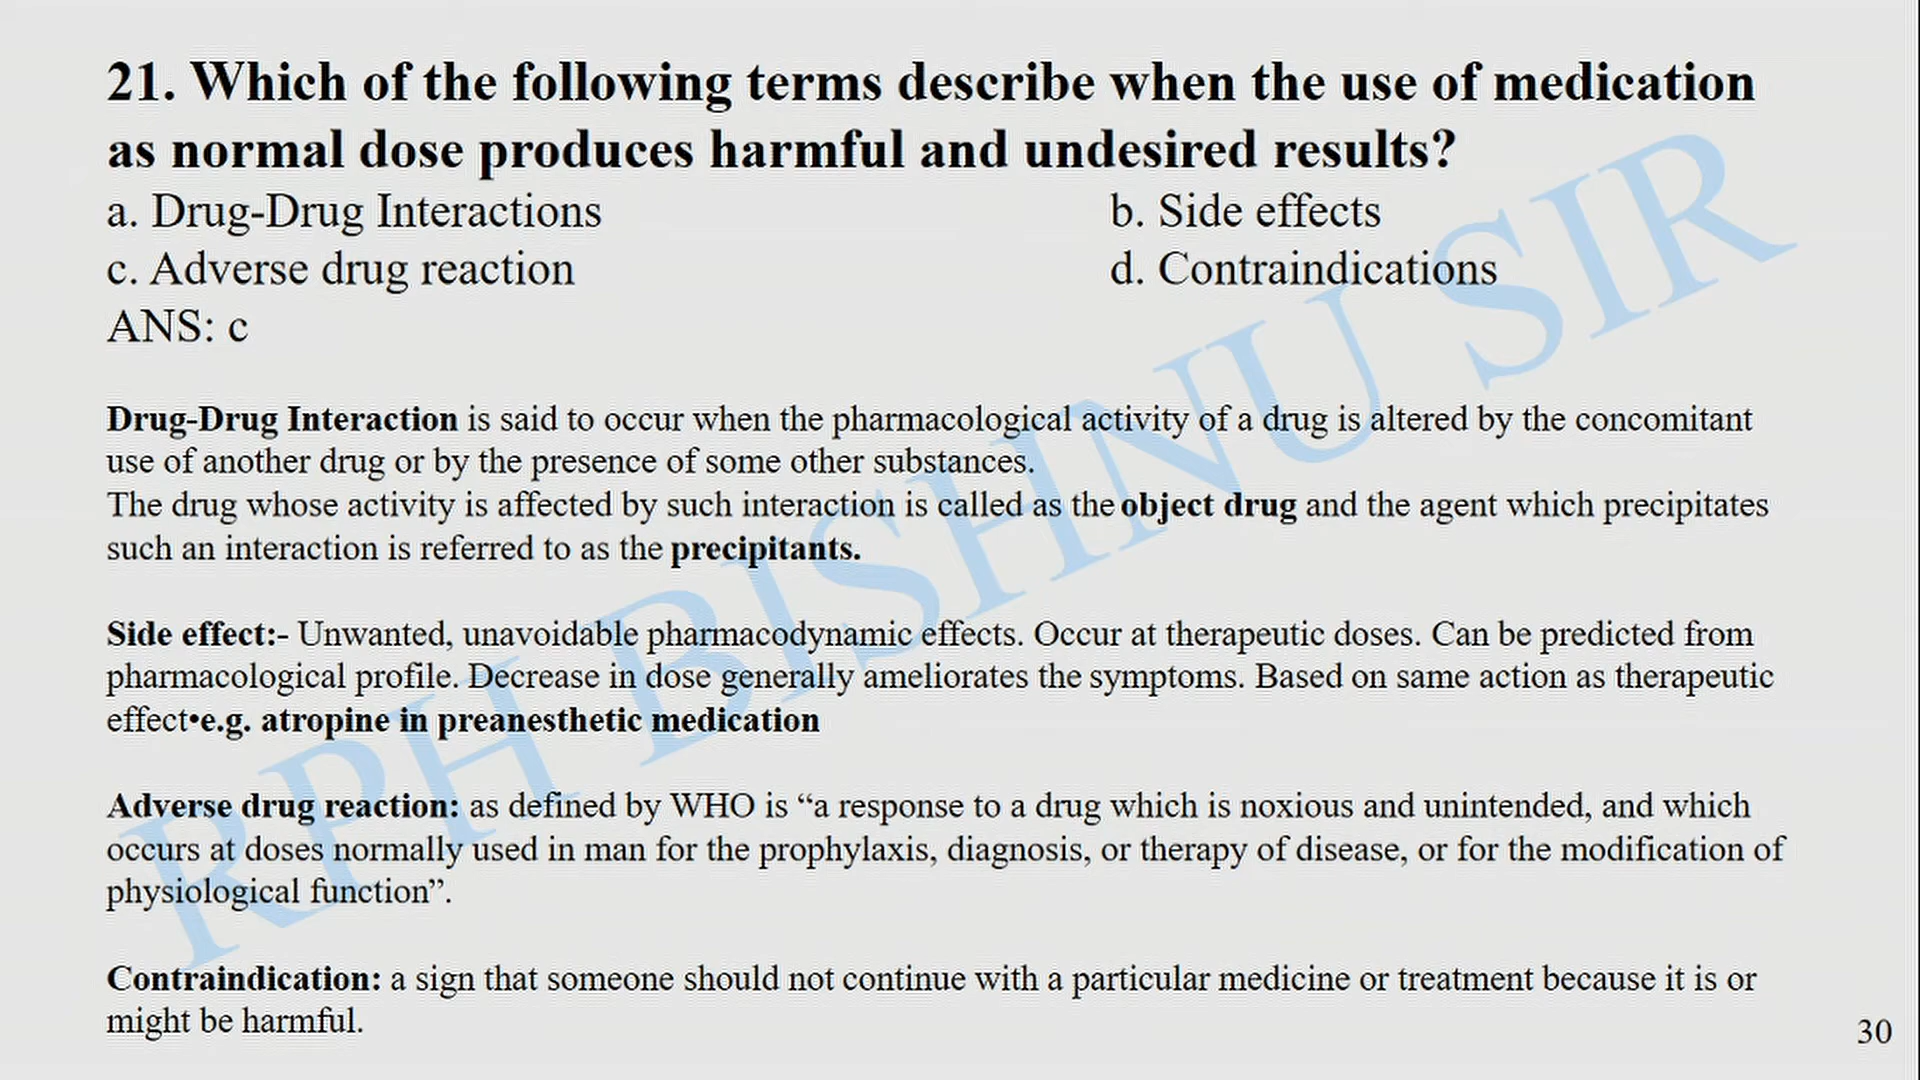 21. Which of the following terms describe when the use of medication
as normal dose produces harmful and undesired results?
a. Drug-Drug Interactions b. Side effects
c. Adverse drug reaction d. Contraindications
ANS: c
Drug-Drug Interaction is said to occur when the pharmacological activity of a drug is altered by the concomitant
use of another drug or by the presence of some other substances.
The drug whose activity is affected by such interaction is called as the object drug and the agent which precipitates
such an interaction is referred to as the precipitants.
Side effect:- Unwanted, unavoidable pharmacodynamic effects. Occur at therapeutic doses. Can be predicted from
pharmacological profile. Decrease in dose generally ameliorates the symptoms. Based on same action as therapeutic
effect•e.g. atropine in preanesthetic medication
Adverse drug reaction: as defined by WHO is “a response to a drug which is noxious and unintended, and which
occurs at doses normally used in man for the prophylaxis, diagnosis, or therapy of disease, or for the modification of
physiological function”.
Contraindication: a sign that someone should not continue with a particular medicine or treatment because it is or
might be harmful.
30
RPH BISHNU SIR